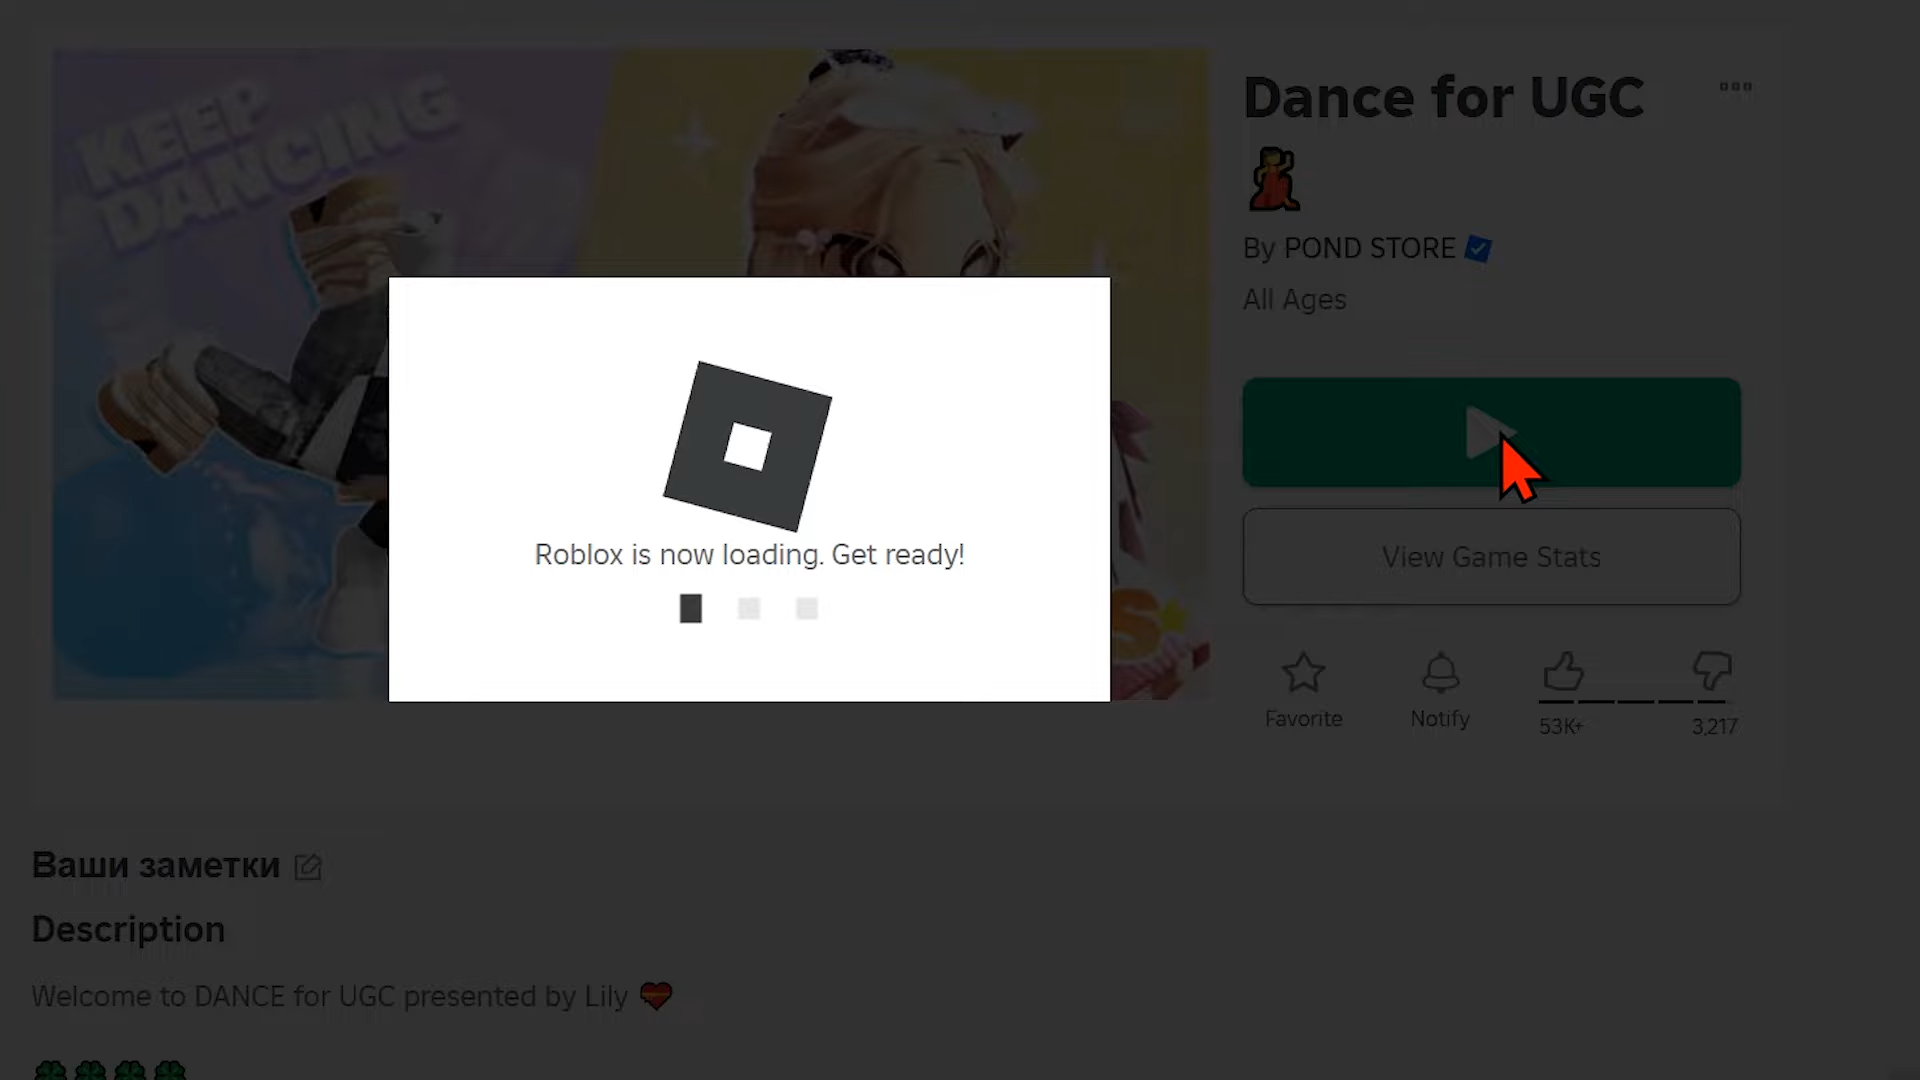 KEEP
DANCING
Dance for UGC
By POND STORE
All Ages
Roblox is now loading. Get ready!
View Game Stats
Favorite
Notify
53K+
3,217
Ваши заметки
Description
Welcome to DANCE for UGC presented by Lily